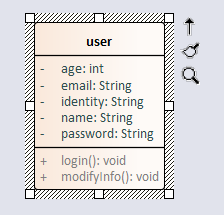 user
- age: int
- email: String
- identity: String
- name: String
- password: String
+ login(): void
+ modifyInfo(): void